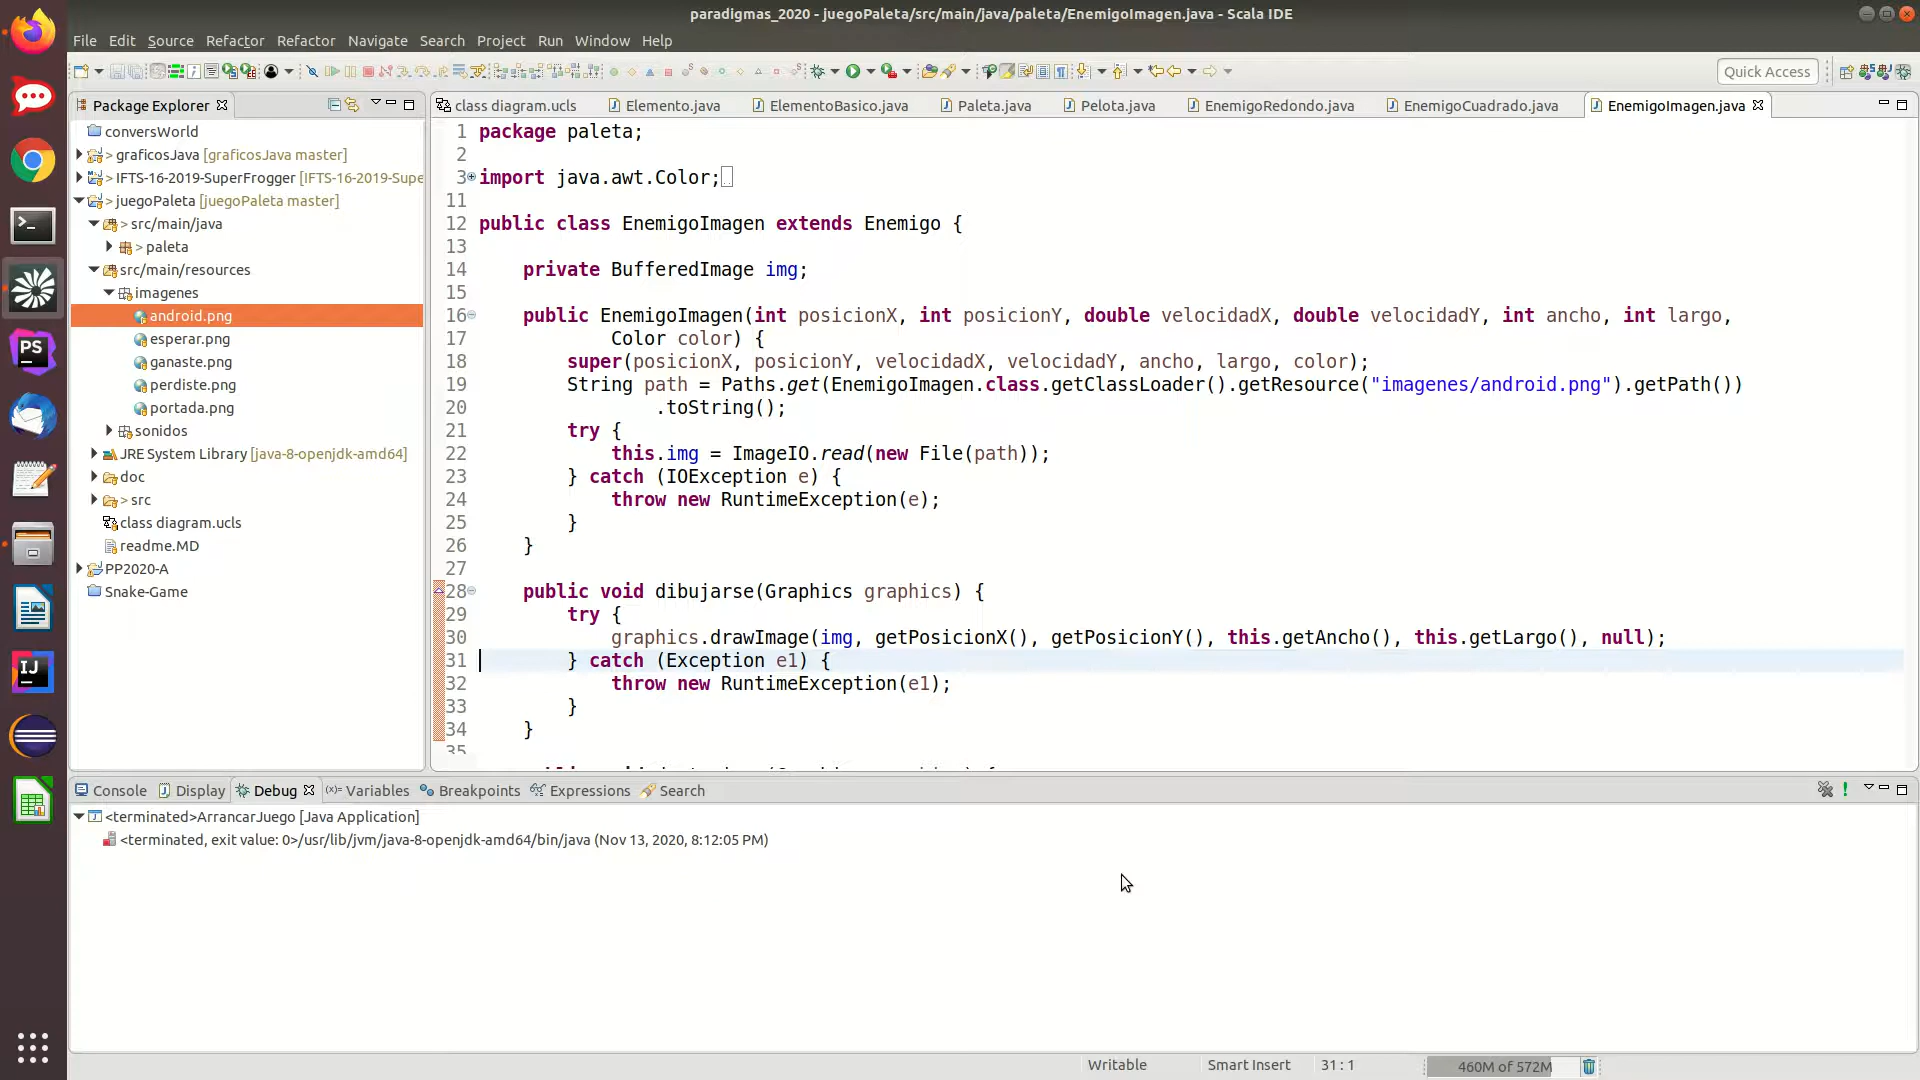 paradigmas_2020 - juegoPaleta/src/main/java/paleta/EnemigoImagen.java - Scala IDE
File Edit Source Refactor Refactor Navigate Search Project Run Window Help
Quick Access
Package Explorer
conversWorld
> graficosJava [graficosJava master]
> IFTS-16-2019-SuperFrogger [IFTS-16-2019-Supe
> juegoPaleta [juegoPaleta master]
> src/main/java
> paleta
src/main/resources
imagenes
android.png
esperar.png
ganaste.png
perdiste.png
portada.png
sonidos
JRE System Library [java-8-openjdk-amd64]
doc
> src
class diagram.ucls
readme.MD
PP2020-A
Snake-Game
class diagram.ucls Elemento.java ElementoBasico.java Paleta.java Pelota.java EnemigoRedondo.java EnemigoCuadrado.java EnemigoImagen.java
1 package paleta;
2
3 import java.awt.Color;
11
12 public class EnemigoImagen extends Enemigo {
13
14 private BufferedImage img;
15
16 public EnemigoImagen(int posicionX, int posicionY, double velocidadX, double velocidadY, int ancho, int largo,
17 Color color) {
18 super(posicionX, posicionY, velocidadX, velocidadY, ancho, largo, color);
19 String path = Paths.get(EnemigoImagen.class.getClassLoader().getResource("imagenes/android.png").getPath())
20 .toString();
21 try {
22 this.img = ImageIO.read(new File(path));
23 } catch (IOException e) {
24 throw new RuntimeException(e);
25 }
26 }
27
28 public void dibujarse(Graphics graphics) {
29 try {
30 graphics.drawImage(img, getPosicionX(), getPosicionY(), this.getAncho(), this.getLargo(), null);
31 } catch (Exception e1) {
32 throw new RuntimeException(e1);
33 }
34 }
35
Console Display Debug Variables Breakpoints Expressions Search
<terminated>ArrancarJuego [Java Application]
<terminated, exit value: 0>/usr/lib/jvm/java-8-openjdk-amd64/bin/java (Nov 13, 2020, 8:12:05 PM)
Writable Smart Insert 31 : 1 460M of 572M